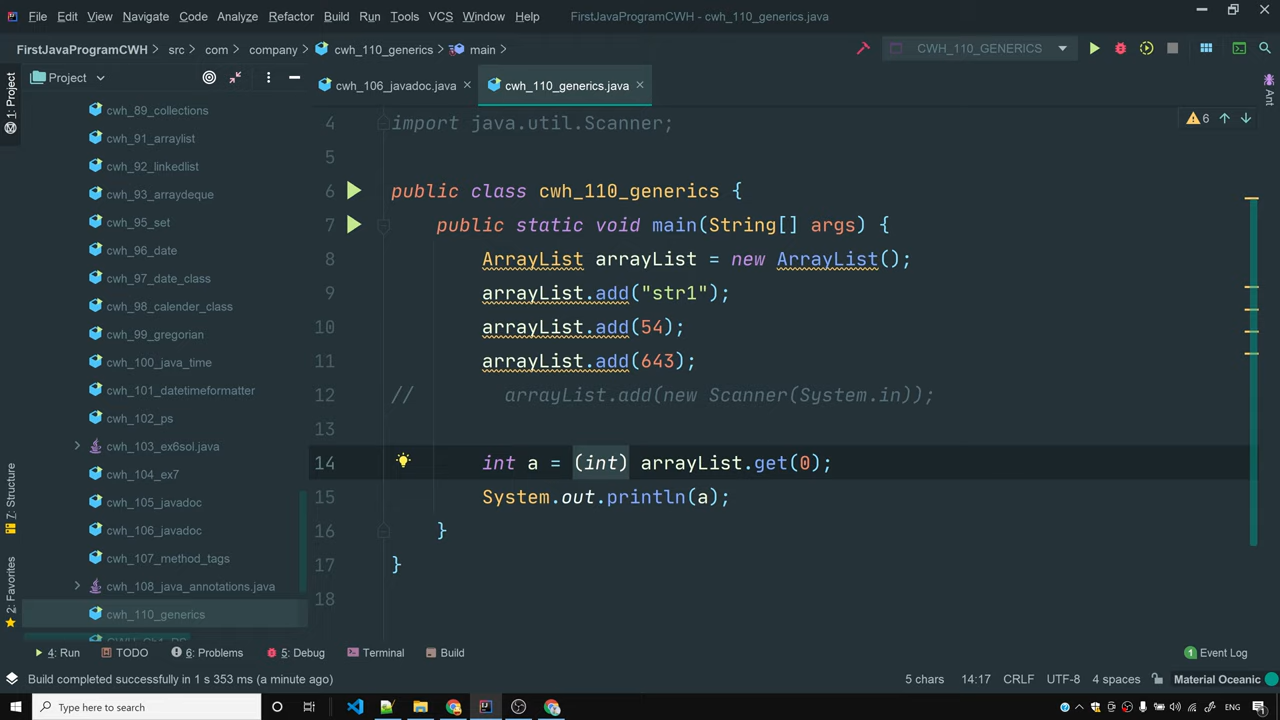 File Edit View Navigate Code Analyze Refactor Build Run Tools VCS Window Help FirstJavaProgramCWH - cwh_110_generics.java
FirstJavaProgramCWH src com company cwh_110_generics main CWH_110_GENERICS
1: Project
Project
cwh_106_javadoc.java cwh_110_generics.java
Ant
cwh_89_collections
cwh_91_arraylist
cwh_92_linkedlist
cwh_93_arraydeque
cwh_95_set
cwh_96_date
cwh_97_date_class
cwh_98_calender_class
cwh_99_gregorian
cwh_100_java_time
cwh_101_datetimeformatter
cwh_102_ps
cwh_103_ex6sol.java
cwh_104_ex7
cwh_105_javadoc
cwh_106_javadoc
cwh_107_method_tags
cwh_108_java_annotations.java
cwh_110_generics
7: Structure
2: Favorites
6
4 import java.util.Scanner;
5
6 public class cwh_110_generics {
7 public static void main(String[] args) {
8 ArrayList arrayList = new ArrayList();
9 arrayList.add("str1");
10 arrayList.add(54);
11 arrayList.add(643);
12 // arrayList.add(new Scanner(System.in));
13
14 int a = (int) arrayList.get(0);
15 System.out.println(a);
16 }
17 }
18
4: Run TODO 6: Problems 5: Debug Terminal Build 1 Event Log
Build completed successfully in 1 s 353 ms (a minute ago) 5 chars 14:17 CRLF UTF-8 4 spaces Material Oceanic
Type here to search ENG